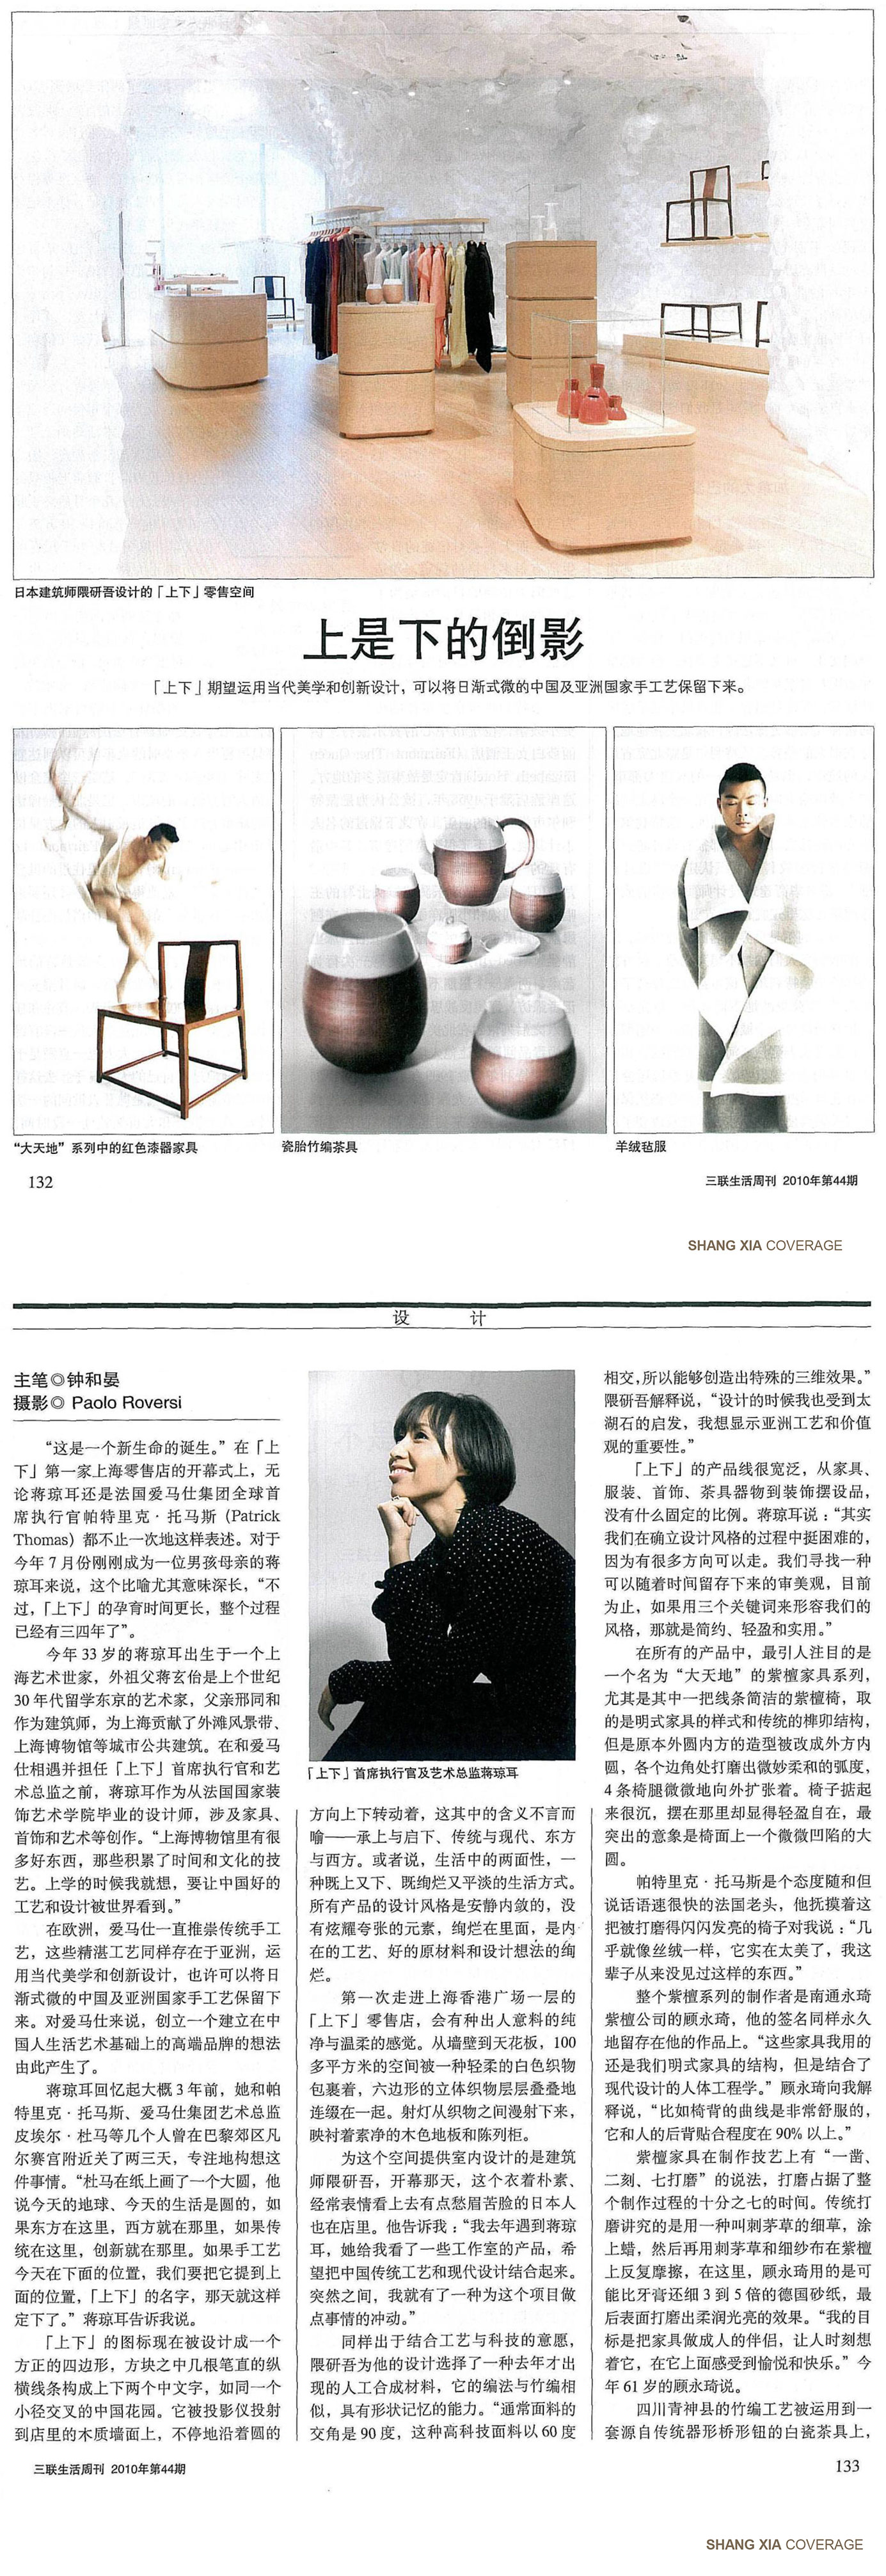 日本建筑师隈研吾设计的「上下」零售空间
上是下的倒影
「上下」期望运用当代美学和创新设计，可以将日渐式微的中国及亚洲国家手工艺保留下来。
“大天地”系列中的红色漆器家具
瓷胎竹编茶具
羊绒毡服
132
三联生活周刊 2010年第44期
SHANG XIA COVERAGE
设 计
主笔◎钟和晏
摄影◎ Paolo Roversi
“这是一个新生命的诞生。”在「上
下」第一家上海零售店的开幕式上，无
论蒋琼耳还是法国爱马仕集团全球首
席执行官帕特里克·托马斯（Patrick
Thomas）都不止一次地这样表述。对于
今年 7 月份刚刚成为一位男孩母亲的蒋
琼耳来说，这个比喻尤其意味深长，“不
过，「上下」的孕育时间更长，整个过程
已经有三四年了”。
今年 33 岁的蒋琼耳出生于一个上
海艺术世家，外祖父蒋玄佁是上个世纪
30 年代留学东京的艺术家，父亲邢同和
作为建筑师，为上海贡献了外滩风景带、
上海博物馆等城市公共建筑。在和爱马
仕相遇并担任「上下」首席执行官和艺
术总监之前，蒋琼耳作为从法国国家装
饰艺术学院毕业的设计师，涉及家具、
首饰和艺术等创作。“上海博物馆里有很
多好东西，那些积累了时间和文化的技
艺。上学的时候我就想，要让中国好的
工艺和设计被世界看到。”
在欧洲，爱马仕一直推崇传统手工
艺，这些精湛工艺同样存在于亚洲，运
用当代美学和创新设计，也许可以将日
渐式微的中国及亚洲国家手工艺保留下
来。对爱马仕来说，创立一个建立在中
国人生活艺术基础上的高端品牌的想法
由此产生了。
蒋琼耳回忆起大概 3 年前，她和帕
特里克·托马斯、爱马仕集团艺术总监
皮埃尔·杜马等几个人曾在巴黎郊区凡
尔赛宫附近关了两三天，专注地构想这
件事情。“杜马在纸上画了一个大圆，他
说今天的地球、今天的生活是圆的，如
果东方在这里，西方就在那里，如果传
统在这里，创新就在那里。如果手工艺
今天在下面的位置，我们要把它提到上
面的位置，「上下」的名字，那天就这样
定下了。”蒋琼耳告诉我说。
「上下」的图标现在被设计成一个
方正的四边形，方块之中几根笔直的纵
横线条构成上下两个中文字，如同一个
小径交叉的中国花园。它被投影仪投射
到店里的木质墙面上，不停地沿着圆的
「上下」首席执行官及艺术总监蒋琼耳
方向上下转动着，这其中的含义不言而
喻——承上与启下、传统与现代、东方
与西方。或者说，生活中的两面性，一
种既上又下、既绚烂又平淡的生活方式。
所有产品的设计风格是安静内敛的，没
有炫耀夸张的元素，绚烂在里面，是内
在的工艺、好的原材料和设计想法的绚
烂。
第一次走进上海香港广场一层的
「上下」零售店，会有种出人意料的纯
净与温柔的感觉。从墙壁到天花板，100
多平方米的空间被一种轻柔的白色织物
包裹着，六边形的立体织物层层叠叠地
连缀在一起。射灯从织物之间漫射下来，
映衬着素净的木色地板和陈列柜。
为这个空间提供室内设计的是建筑
师隈研吾，开幕那天，这个衣着朴素、
经常表情看上去有点愁眉苦脸的日本人
也在店里。他告诉我：“我去年遇到蒋琼
耳，她给我看了一些工作室的产品，希
望把中国传统工艺和现代设计结合起来。
突然之间，我就有了一种为这个项目做
点事情的冲动。”
同样出于结合工艺与科技的意愿，
隈研吾为他的设计选择了一种去年才出
现的人工合成材料，它的编法与竹编相
似，具有形状记忆的能力。“通常面料的
交角是 90 度，这种高科技面料以 60 度
相交，所以能够创造出特殊的三维效果。”
隈研吾解释说，“设计的时候我也受到太
湖石的启发，我想显示亚洲工艺和价值
观的重要性。”
「上下」的产品线很宽泛，从家具、
服装、首饰、茶具器物到装饰摆设品，
没有什么固定的比例。蒋琼耳说：“其实
我们在确立设计风格的过程中挺困难的，
因为有很多方向可以走。我们寻找一种
可以随着时间留存下来的审美观，目前
为止，如果用三个关键词来形容我们的
风格，那就是简约、轻盈和实用。”
在所有的产品中，最引人注目的是
一个名为“大天地”的紫檀家具系列，
尤其是其中一把线条简洁的紫檀椅，取
的是明式家具的样式和传统的榫卯结构，
但是原本外圆内方的造型被改成外方内
圆，各个边角处打磨出微妙柔和的弧度，
4 条椅腿微微地向外扩张着。椅子掂起
来很沉，摆在那里却显得轻盈自在，最
突出的意象是椅面上一个微微凹陷的大
圆。
帕特里克·托马斯是个态度随和但
说话语速很快的法国老头，他抚摸着这
把被打磨得闪闪发亮的椅子对我说：“几
乎就像丝绒一样，它实在太美了，我这
辈子从来没见过这样的东西。”
整个紫檀系列的制作者是南通永琦
紫檀公司的顾永琦，他的签名同样永久
地留存在他的作品上。“这些家具我用的
还是我们明式家具的结构，但是结合了
现代设计的人体工程学。”顾永琦向我解
释说，“比如椅背的曲线是非常舒服的，
它和人的后背贴合程度在 90% 以上。”
紫檀家具在制作技艺上有“一凿、
二刻、七打磨”的说法，打磨占据了整
个制作过程的十分之七的时间。传统打
磨讲究的是用一种叫刺茅草的细草，涂
上蜡，然后再用刺茅草和细纱布在紫檀
上反复摩擦，在这里，顾永琦用的是可
能比牙膏还细 3 到 5 倍的德国砂纸，最
后表面打磨出柔润光亮的效果。“我的目
标是把家具做成人的伴侣，让人时刻想
着它，在它上面感受到愉悦和快乐。”今
年 61 岁的顾永琦说。
四川青神县的竹编工艺被运用到一
套源自传统器形桥形钮的白瓷茶具上，
三联生活周刊 2010年第44期
133
SHANG XIA COVERAGE